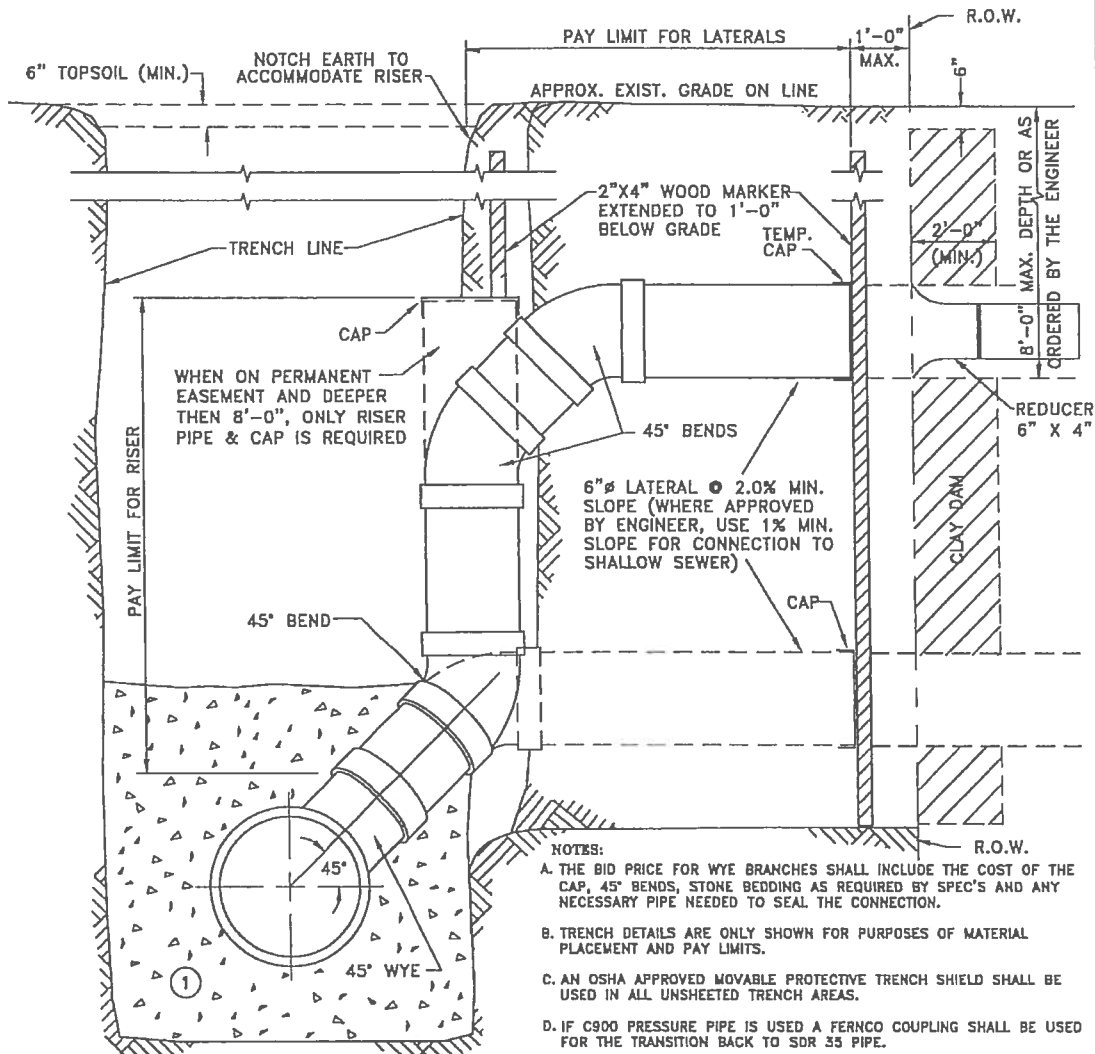 R.O.W.
PAY LIMIT FOR LATERALS
1'-0"
MAX.
NOTCH EARTH TO
ACCOMMODATE RISER
6" TOPSOIL (MIN.)
6"
APPROX. EXIST. GRADE ON LINE
2"X4" WOOD MARKER
EXTENDED TO 1'-0"
BELOW GRADE
TRENCH LINE
TEMP.
CAP
2'-0"
(MIN.)
8'-0" MAX. DEPTH OR AS
ORDERED BY THE ENGINEER
CAP
WHEN ON PERMANENT
EASEMENT AND DEEPER
THEN 8'-0", ONLY RISER
PIPE & CAP IS REQUIRED
REDUCER
6" X 4"
45° BENDS
PAY LIMIT FOR RISER
6"ø LATERAL @ 2.0% MIN.
SLOPE (WHERE APPROVED
BY ENGINEER, USE 1% MIN.
SLOPE FOR CONNECTION TO
SHALLOW SEWER)
CLAY DAM
CAP
45° BEND
R.O.W.
45°
45° WYE
1
NOTES:
A. THE BID PRICE FOR WYE BRANCHES SHALL INCLUDE THE COST OF THE
CAP, 45° BENDS, STONE BEDDING AS REQUIRED BY SPEC'S AND ANY
NECESSARY PIPE NEEDED TO SEAL THE CONNECTION.
B. TRENCH DETAILS ARE ONLY SHOWN FOR PURPOSES OF MATERIAL
PLACEMENT AND PAY LIMITS.
C. AN OSHA APPROVED MOVABLE PROTECTIVE TRENCH SHIELD SHALL BE
USED IN ALL UNSHEETED TRENCH AREAS.
D. IF C900 PRESSURE PIPE IS USED A FERNCO COUPLING SHALL BE USED
FOR THE TRANSITION BACK TO SDR 35 PIPE.